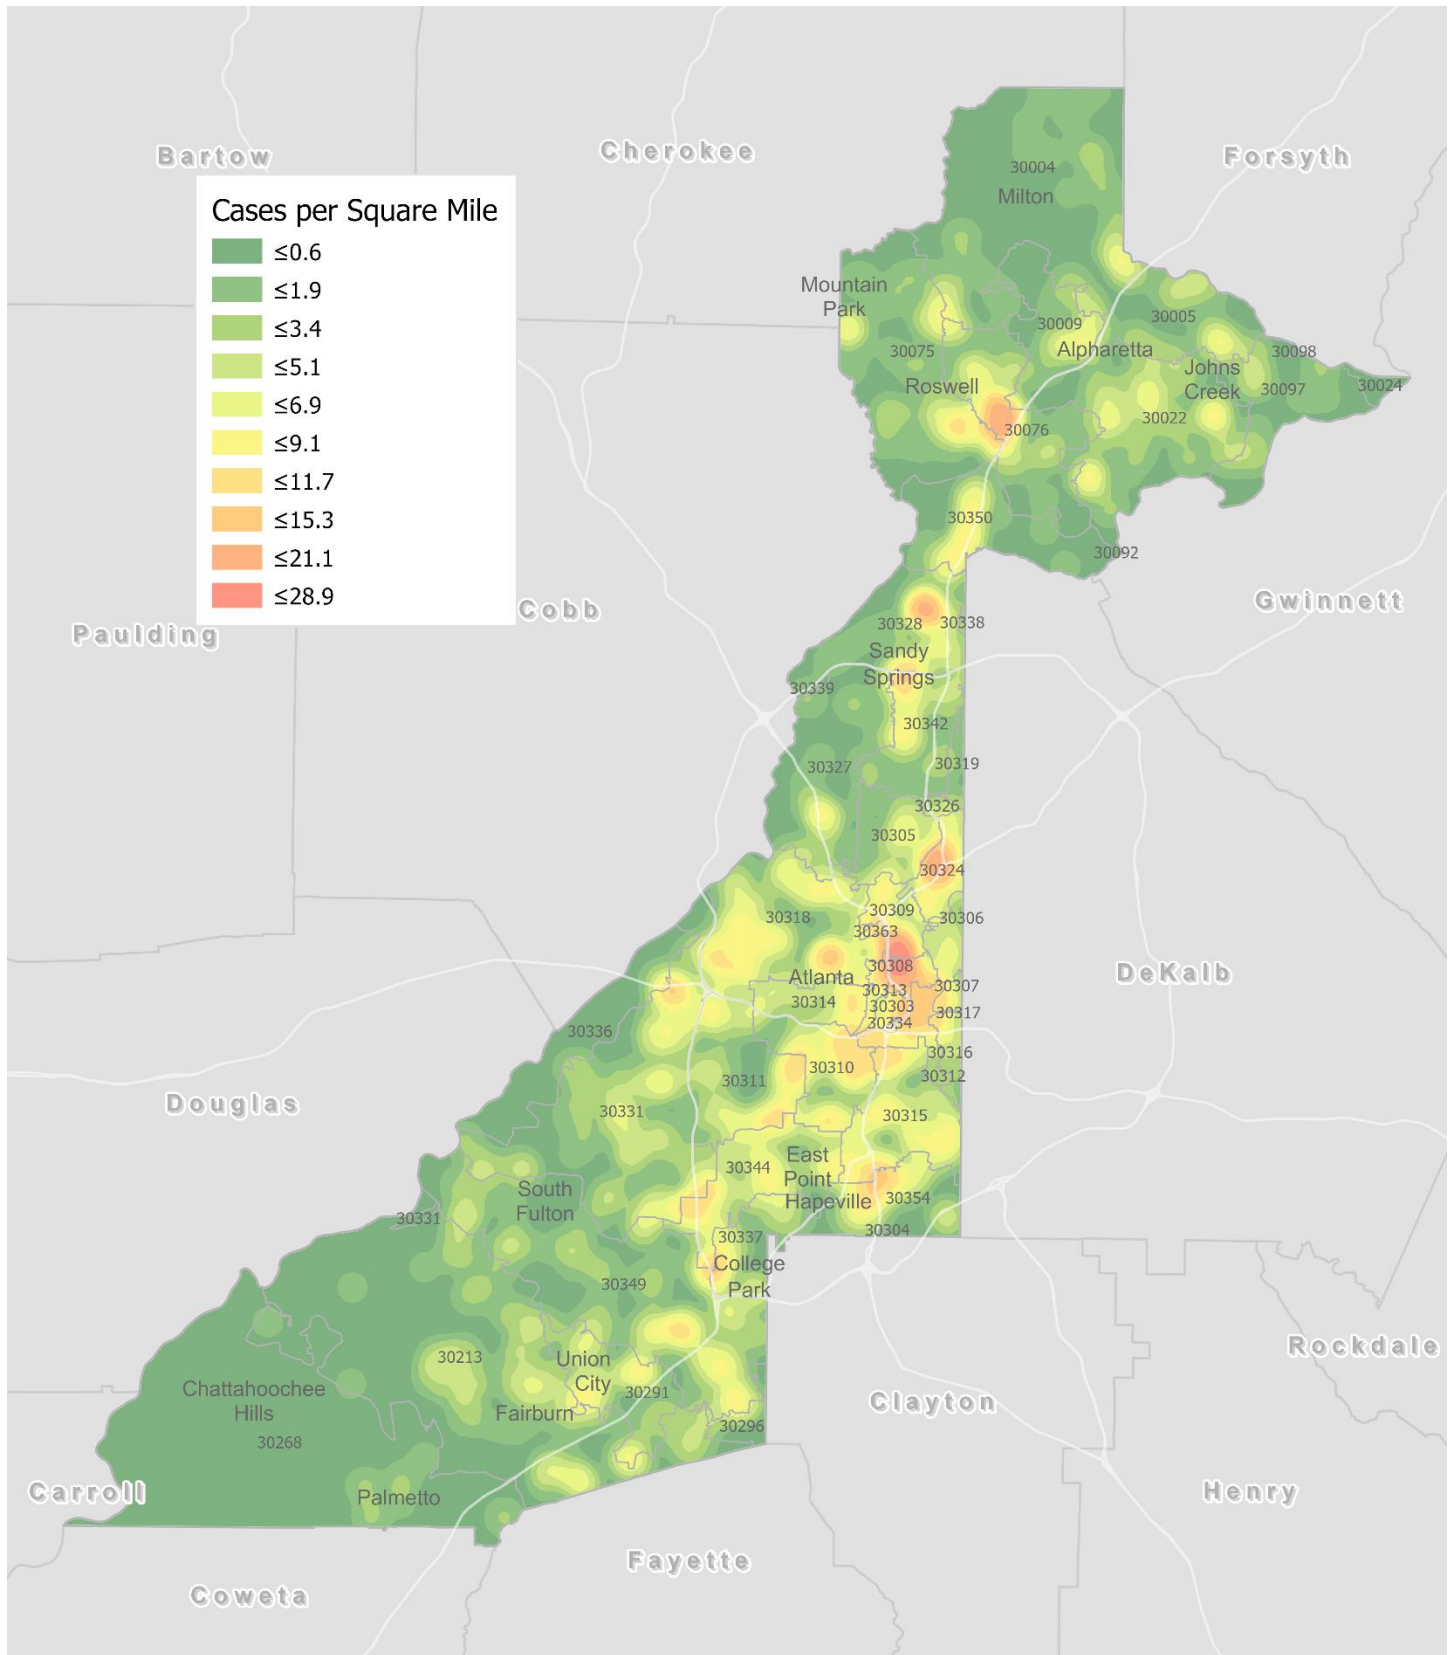 Bartow
Cherokee
Forsyth
Cases per Square Mile
≤0.6
≤1.9
≤3.4
≤5.1
≤6.9
≤9.1
≤11.7
≤15.3
≤21.1
≤28.9
30004
Milton
Mountain
Park
30009
30005
30075
Alpharetta
30098
Johns
Creek
30097
30024
Roswell
30022
30076
30350
30092
Cobb
Gwinnett
Paulding
30328
30338
Sandy
Springs
30339
30342
30327
30319
30326
30305
30324
30309
30318
30306
30363
30308
Atlanta
DeKalb
30313
30307
30314
30303
30317
30334
30336
30316
30310
30312
30311
Douglas
30331
30315
East
Point
30344
South
Fulton
Hapeville
30354
30331
30304
30337
College
Park
30349
Rockdale
30213
Union
City
Chattahoochee
Hills
30291
Clayton
Fairburn
30296
30268
Carroll
Palmetto
Henry
Fayette
Coweta